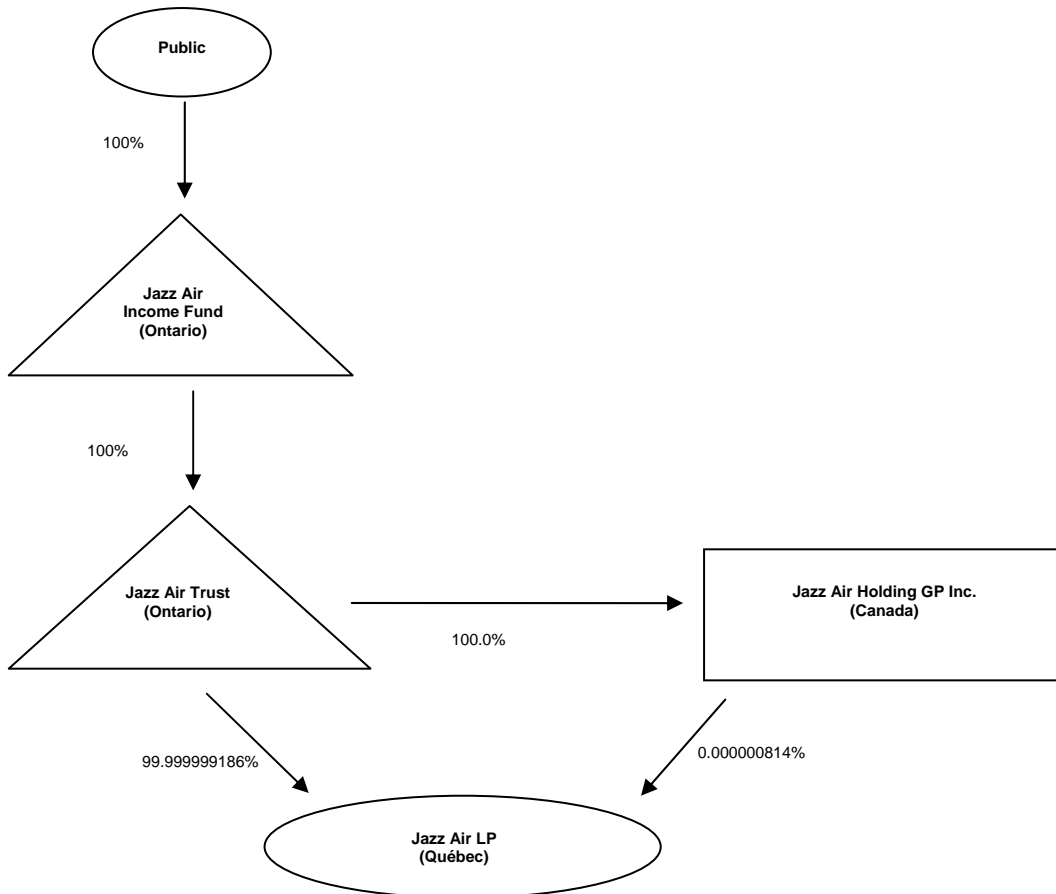 Public
100%
Jazz Air
Income Fund
(Ontario)
100%
Jazz Air Trust
(Ontario)
100.0%
Jazz Air Holding GP Inc.
(Canada)
99.999999186%
0.000000814%
Jazz Air LP
(Québec)